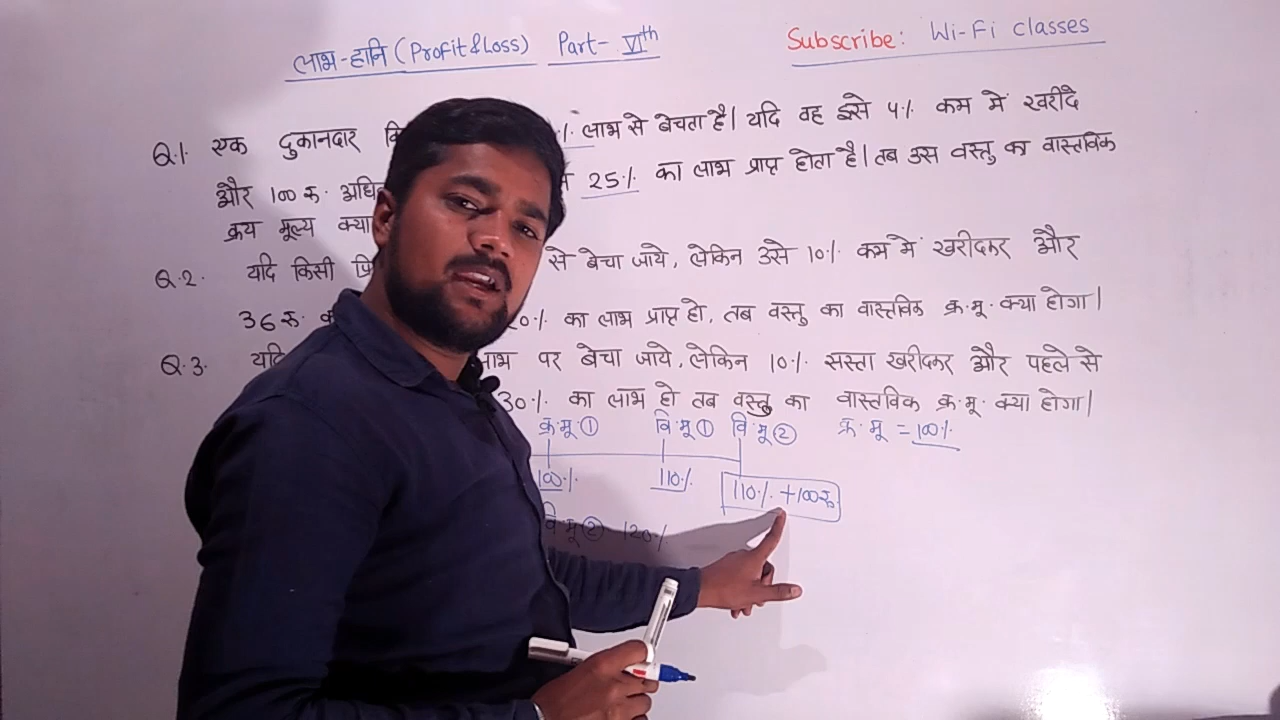 लाभ-हानि (Profit & Loss) Part- VIth
Subscribe: Wi-Fi classes
Q.1. एक दुकानदार कि .% लाभ से बेचता है। यदि वह इसे 4% कम में खरीदे
और 100 रु. अधि 25% का लाभ प्राप्त होता है। तब उस वस्तु का वास्तविक
क्रय मूल्य क्या
Q.2. यदि किसी से बेचा जाये, लेकिन उसे 10% कम में खरीदकर और
36 रु. 20% का लाभ प्राप्त हो, तब वस्तु का वास्तविक क्र.मू. क्या होगा।
Q.3. यदि लाभ पर बेचा जाये, लेकिन 10% सस्ता खरीदकर और पहले से
30% का लाभ हो तब वस्तु का वास्तविक क्र.मू. क्या होगा।
क्र.मू ① वि.मू ① वि.मू ② क्र.मू = 100%
100% 110% 110% + 100रु.
वि.मू ② 120%